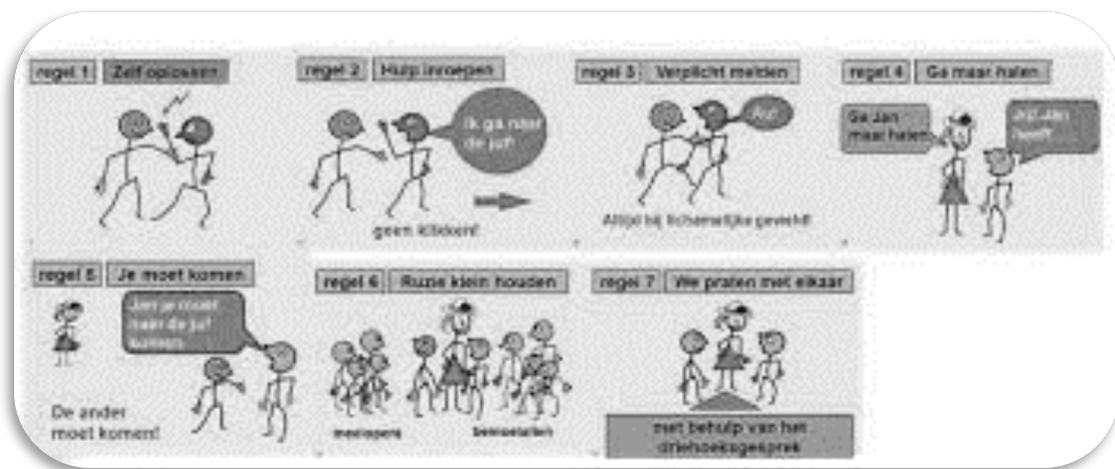 regel 1 Zelf oplossen
regel 2 Hulp inroepen
Ik ga naar
de juf!
geen klikken!
regel 3 Verplicht melden
Au!
Altijd bij lichamelijke geweld!
regel 4 Ga maar halen
Ga Jan
maar halen
Juf Jan
heeft
regel 5 Je moet komen
Jan je moet
naar de juf
komen
De ander
moet komen!
regel 6 Ruzie klein houden
meelopers
bemoeialen
regel 7 We praten met elkaar
met behulp van het
driehoeksgesprek